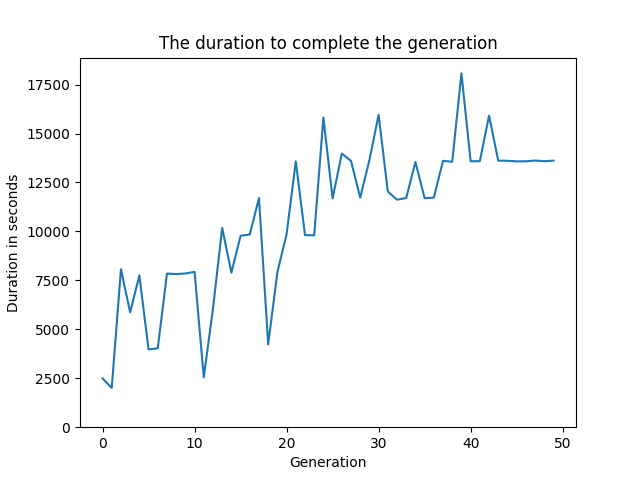 The duration to complete the generation
17500
15000
12500
10000
7500
5000
2500
0
Duration in seconds
0 10 20 30 40 50
Generation